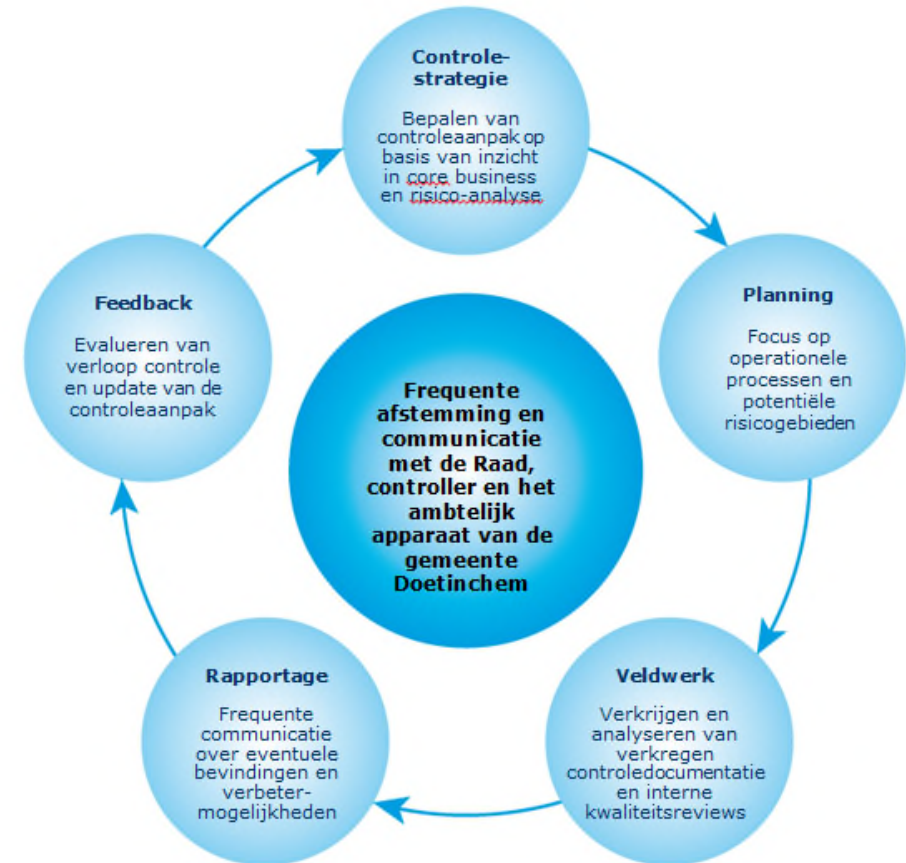 Controle-
strategie
Bepalen van
controleaanpak op
basis van inzicht
in core business
en risico-analyse
Planning
Focus op
operationele
processen en
potentiële
risicogebieden
Veldwerk
Verkrijgen en
analyseren van
verkregen
controledocumentatie
en interne
kwaliteitsreviews
Rapportage
Frequente
communicatie
over eventuele
bevindingen en
verbeter-
mogelijkheden
Feedback
Evalueren van
verloop controle
en update van de
controleaanpak
Frequente
afstemming en
communicatie
met de Raad,
controller en het
ambtelijk
apparaat van de
gemeente
Doetinchem